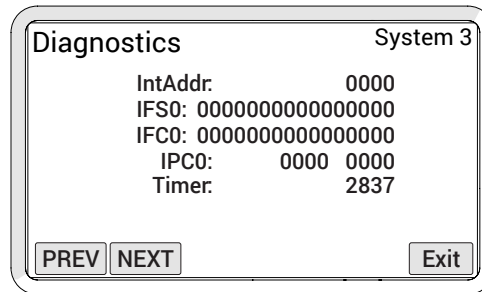 Diagnostics System 3
IntAddr: 0000
IFS0: 0000000000000000
IFC0: 0000000000000000
IPC0: 0000 0000
Timer: 2837
PREV NEXT Exit